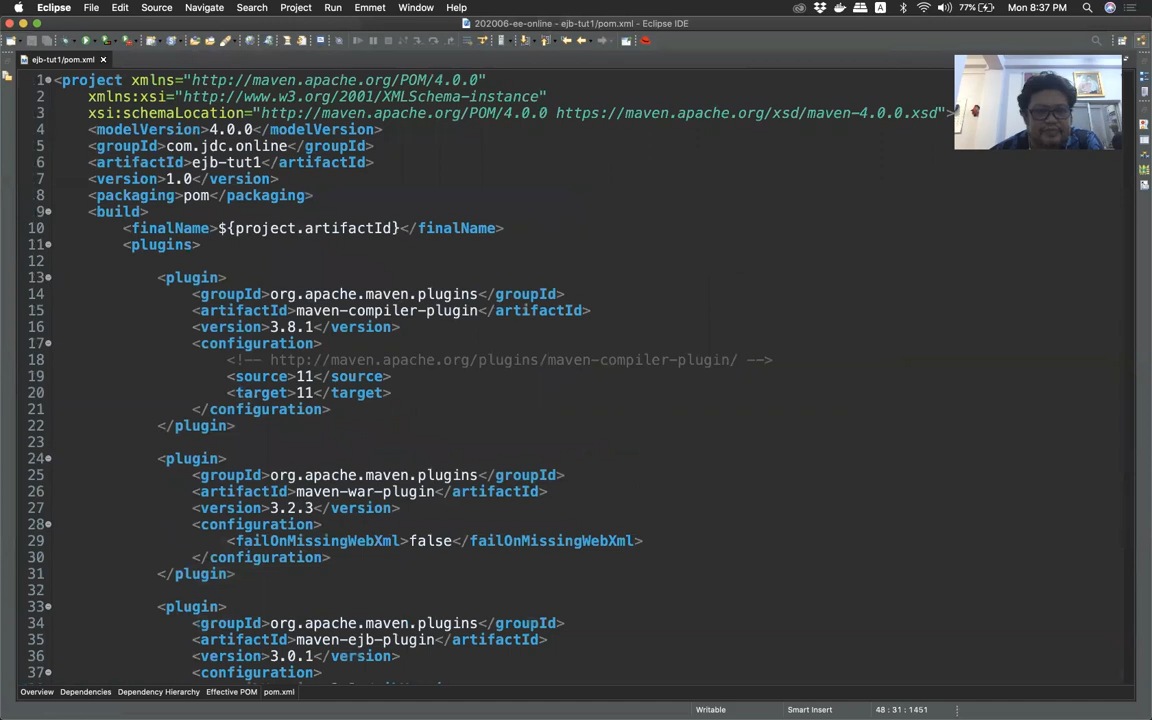 Eclipse File Edit Source Navigate Search Project Run Emmet Window Help A 77% Mon 8:37 PM
202006-ee-online - ejb-tut1/pom.xml - Eclipse IDE
ejb-tut1/pom.xml
1 <project xmlns="http://maven.apache.org/POM/4.0.0"
2 xmlns:xsi="http://www.w3.org/2001/XMLSchema-instance"
3 xsi:schemaLocation="http://maven.apache.org/POM/4.0.0 https://maven.apache.org/xsd/maven-4.0.0.xsd">
4 <modelVersion>4.0.0</modelVersion>
5 <groupId>com.jdc.online</groupId>
6 <artifactId>ejb-tut1</artifactId>
7 <version>1.0</version>
8 <packaging>pom</packaging>
9 <build>
10 <finalName>${project.artifactId}</finalName>
11 <plugins>
12
13 <plugin>
14 <groupId>org.apache.maven.plugins</groupId>
15 <artifactId>maven-compiler-plugin</artifactId>
16 <version>3.8.1</version>
17 <configuration>
18 <!-- http://maven.apache.org/plugins/maven-compiler-plugin/ -->
19 <source>11</source>
20 <target>11</target>
21 </configuration>
22 </plugin>
23
24 <plugin>
25 <groupId>org.apache.maven.plugins</groupId>
26 <artifactId>maven-war-plugin</artifactId>
27 <version>3.2.3</version>
28 <configuration>
29 <failOnMissingWebXml>false</failOnMissingWebXml>
30 </configuration>
31 </plugin>
32
33 <plugin>
34 <groupId>org.apache.maven.plugins</groupId>
35 <artifactId>maven-ejb-plugin</artifactId>
36 <version>3.0.1</version>
37 <configuration>
Overview Dependencies Dependency Hierarchy Effective POM pom.xml
Writable Smart Insert 48 : 31 : 1451